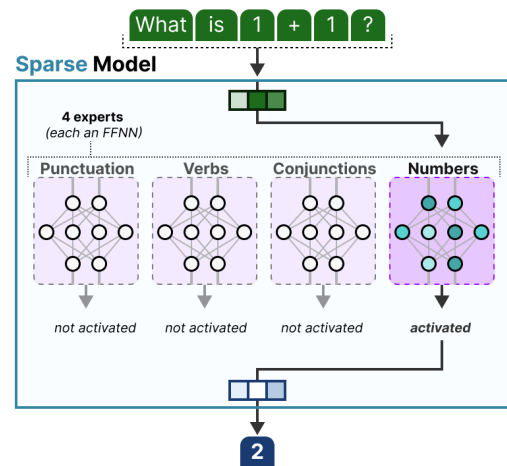 What is 1 + 1 ?
Sparse Model
4 experts
(each an FFNN)
Punctuation Verbs Conjunctions Numbers
not activated not activated not activated activated
2